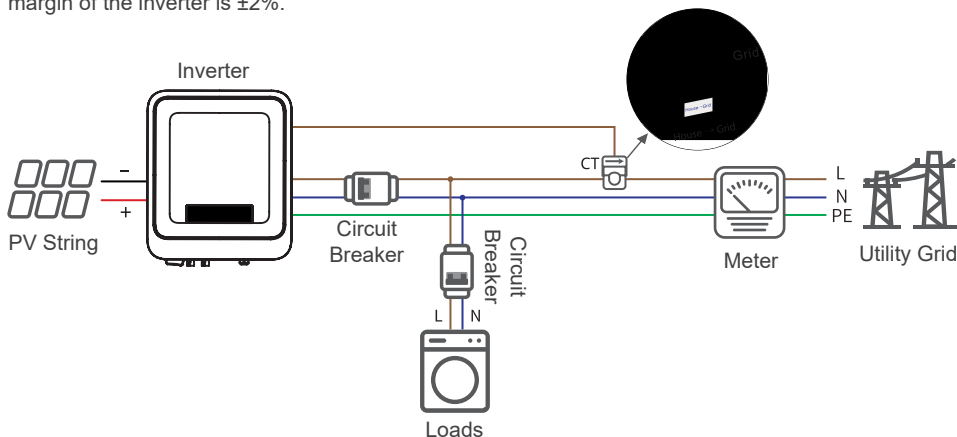 margin of the inverter is ±2%.
Grid
House→Grid
House → Grid
Inverter
CT
−
+
PV String
Circuit
Breaker
Circuit
Breaker
L
N
PE
Meter
Utility Grid
L N
Loads